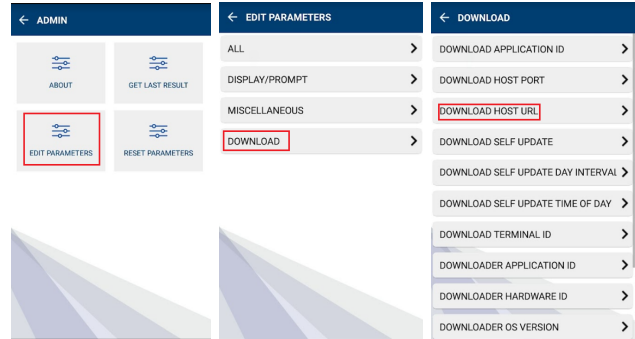 ADMIN
ABOUT
GET LAST RESULT
EDIT PARAMETERS
RESET PARAMETERS
EDIT PARAMETERS
ALL
DISPLAY/PROMPT
MISCELLANEOUS
DOWNLOAD
DOWNLOAD
DOWNLOAD APPLICATION ID
DOWNLOAD HOST PORT
DOWNLOAD HOST URL
DOWNLOAD SELF UPDATE
DOWNLOAD SELF UPDATE DAY INTERVAL
DOWNLOAD SELF UPDATE TIME OF DAY
DOWNLOAD TERMINAL ID
DOWNLOADER APPLICATION ID
DOWNLOADER HARDWARE ID
DOWNLOADER OS VERSION